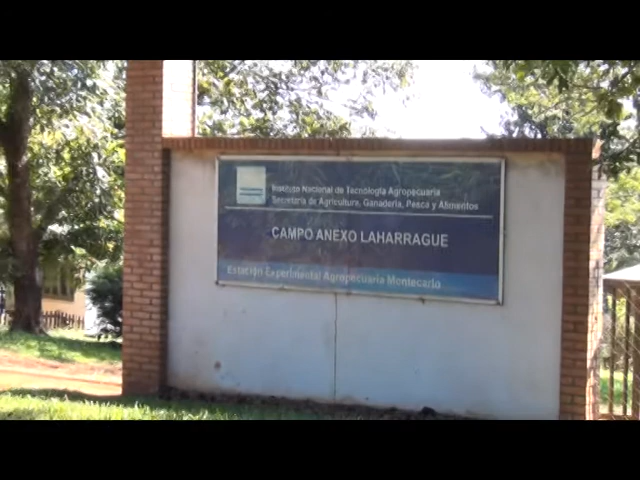 Instituto Nacional de Tecnología Agropecuaria
Secretaría de Agricultura, Ganadería, Pesca y Alimentos
CAMPO ANEXO LAHARRAGUE
Estación Experimental Agropecuaria Montecarlo